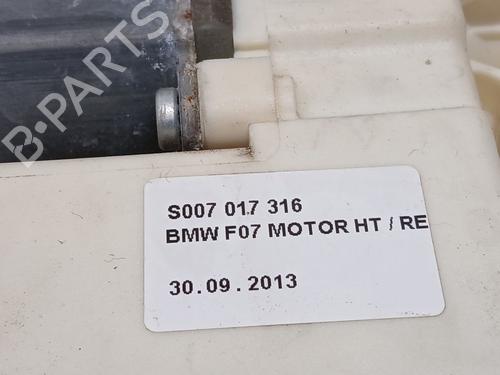 B-PARTS
S007 017 316
BMW F07 MOTOR HT / RE
30.09.2013